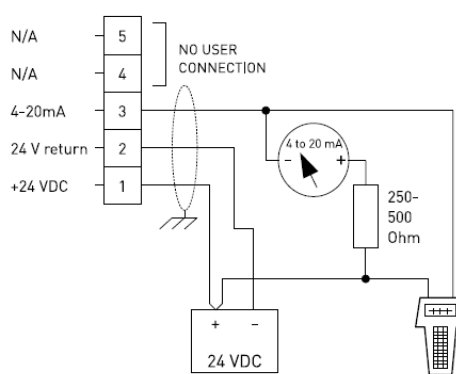 N/A 5
NO USER
CONNECTION
N/A 4
4-20mA 3
24 V return 2
+24 VDC 1
4 to 20 mA
- +
250-
500
Ohm
+ -
24 VDC
+++